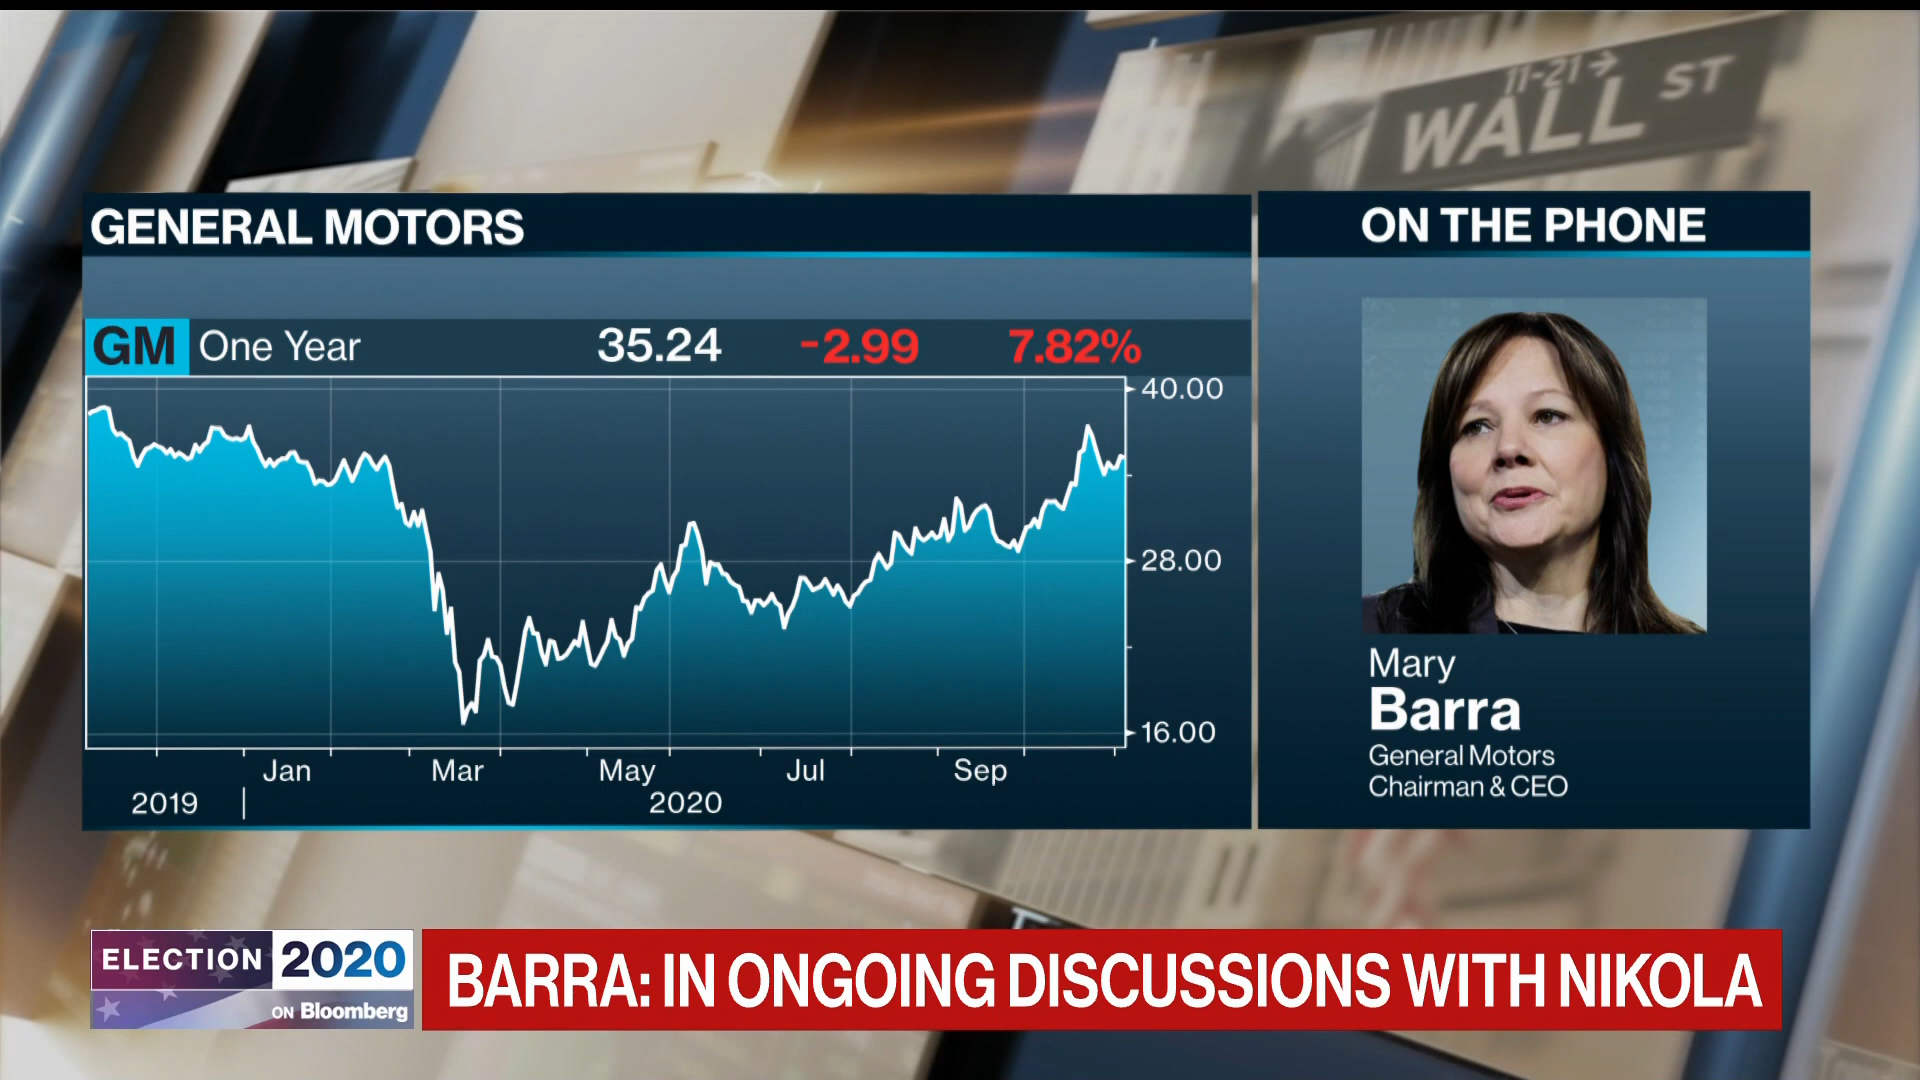 11-21→
WALL ST
GENERAL MOTORS
GM One Year 35.24 -2.99 7.82%
40.00
28.00
16.00
Jan Mar May Jul Sep
2019 2020
ON THE PHONE
Mary
Barra
General Motors
Chairman & CEO
ELECTION 2020
ON Bloomberg
BARRA: IN ONGOING DISCUSSIONS WITH NIKOLA